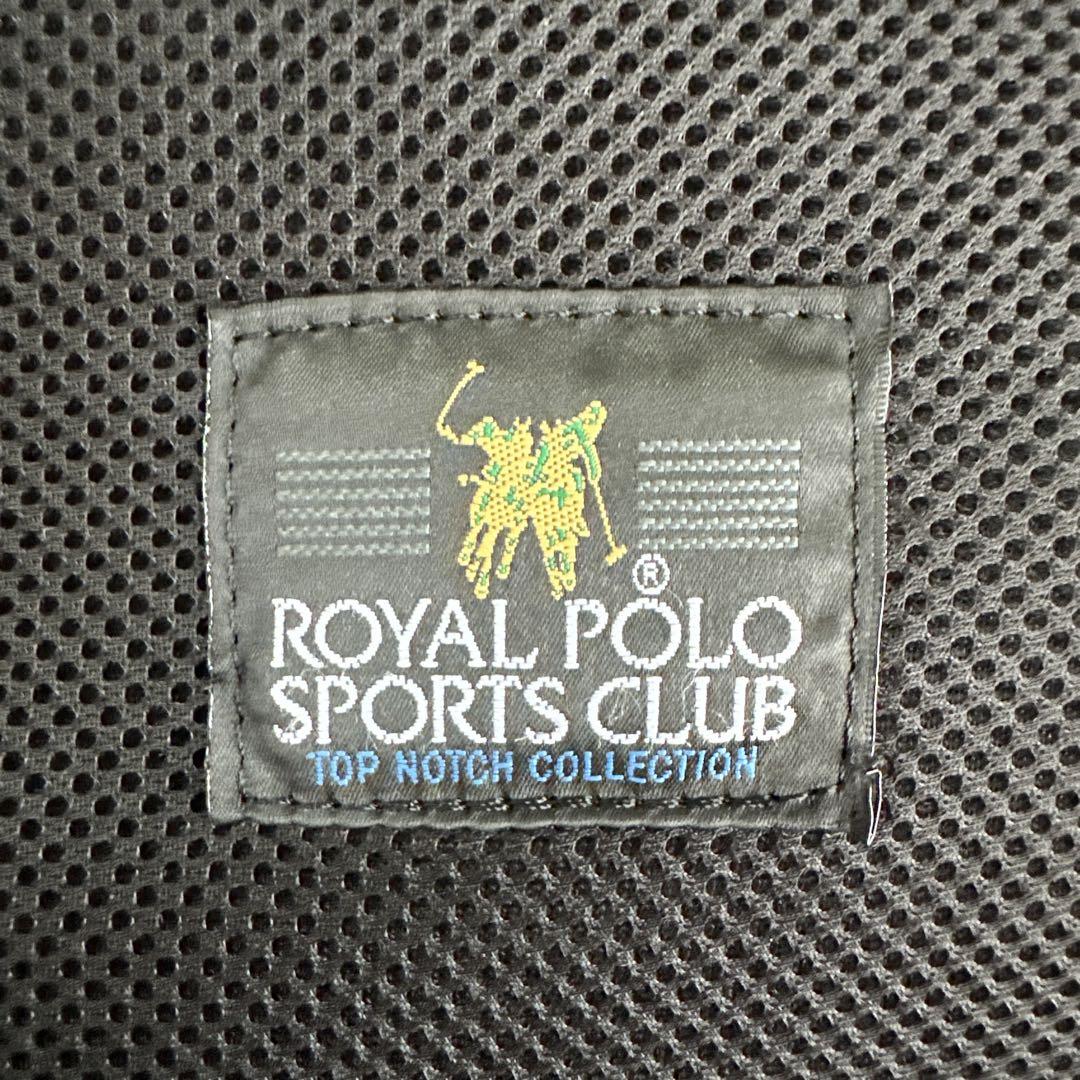 ®
ROYAL POLO
SPORTS CLUB
TOP NOTCH COLLECTION